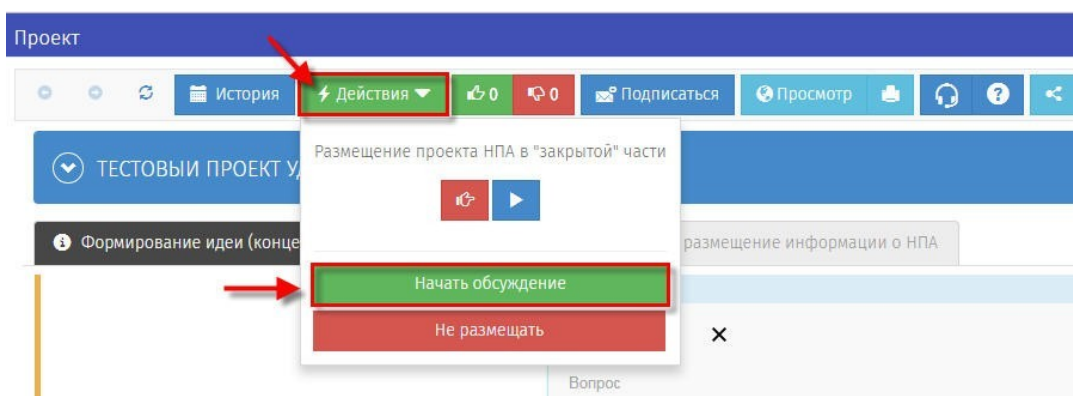 Проект
История Действия 0 0 Подписаться Просмотр
Размещение проекта НПА в "закрытой" части
ТЕСТОВЫЙ ПРОЕКТ
Формирование идеи размещение информации о НПА
Начать обсуждение
Не размещать
Вопрос